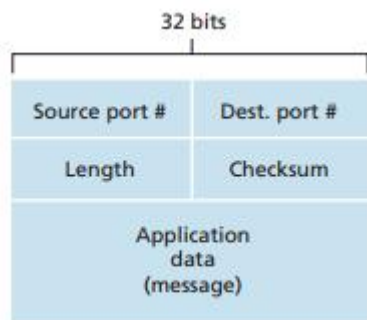 32 bits
Source port #
Dest. port #
Length
Checksum
Application
data
(message)